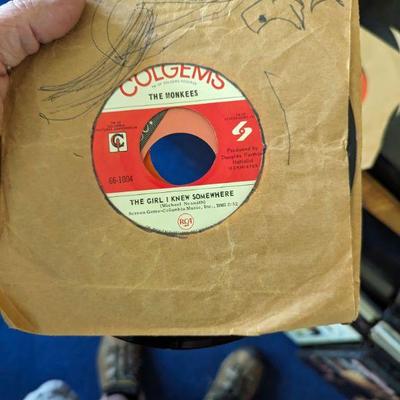 COLGEMS
THE MONKEES
Produced by
Douglas Farthing
Hatlelid
66-1004
THE GIRL I KNEW SOMEWHERE
(Michael Nesmith)
Screen Gems-Columbia Music, Inc., BMI 2:32
RCA